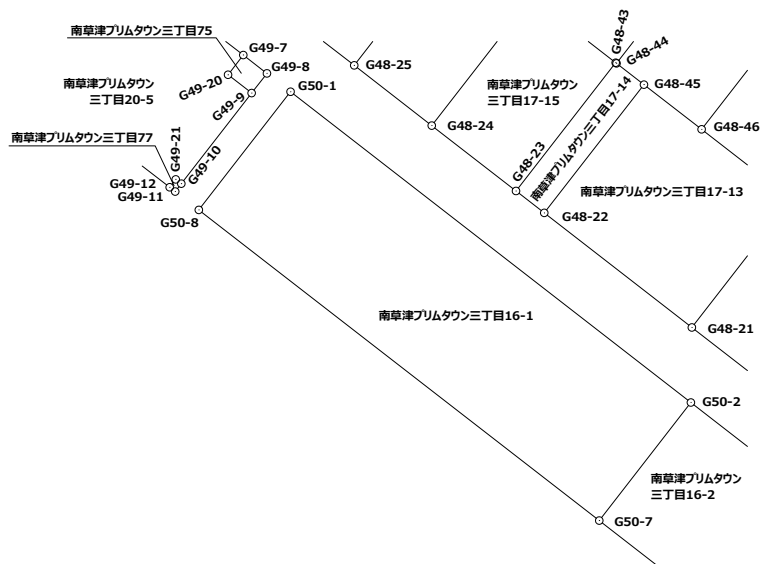 南草津プリムタウン三丁目75
G49-7
G49-8
G49-20
G49-9
南草津プリムタウン
三丁目20-5
G50-1
G48-25
G48-24
南草津プリムタウン
三丁目17-15
G48-43
G48-44
G48-45
G48-46
南草津プリムタウン三丁目17-14
G48-23
南草津プリムタウン三丁目77
G49-21
G49-10
G49-12
G49-11
G50-8
南草津プリムタウン三丁目17-13
G48-22
南草津プリムタウン三丁目16-1
G48-21
G50-2
南草津プリムタウン
三丁目16-2
G50-7